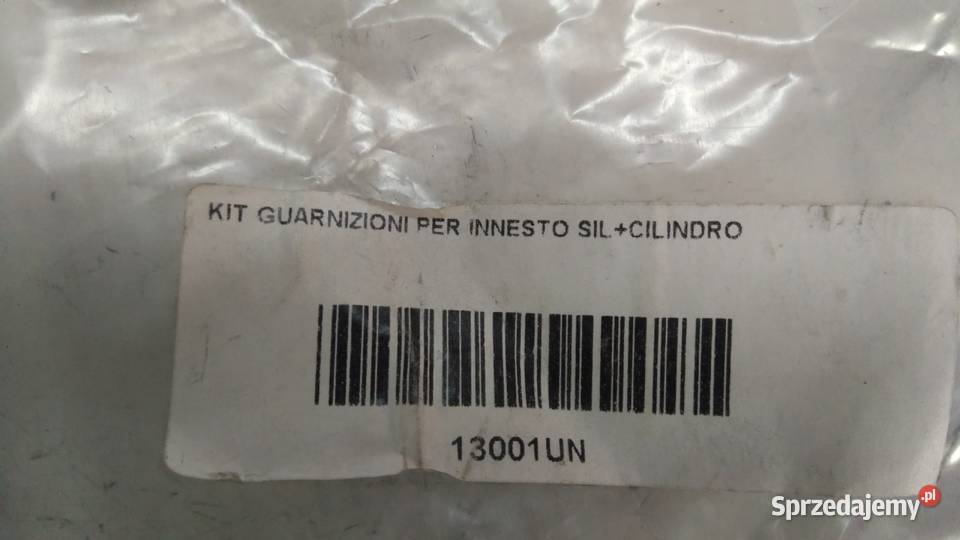 KIT GUARNIZIONI PER INNESTO SIL.+CILINDRO
13001UN
Sprzedajemy.pl